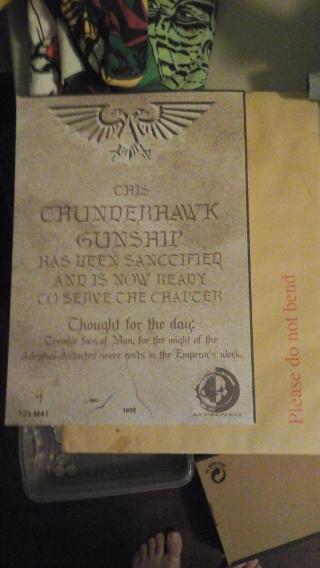 THIS
THUNDERHAWK
GUNSHIP
HAS BEEN SANCTIFIED
AND IS NOW READY
TO SERVE THE CHAPTER
Thought for the day:
Tremble foes of Man, for the might of the
Adeptus Astartes never rests in the Emperor's work.
723.M41
1632
APPROVED
Please do not bend